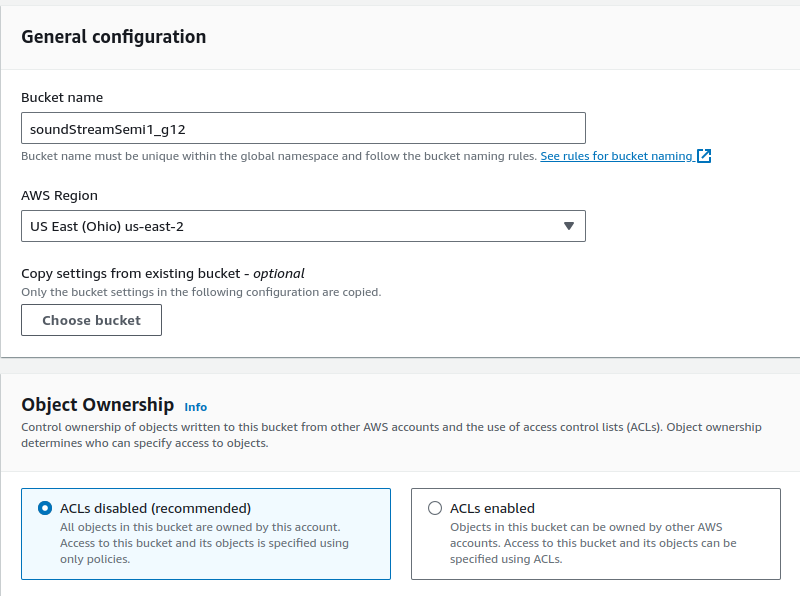 General configuration
Bucket name
soundStreamSemi1_g12
Bucket name must be unique within the global namespace and follow the bucket naming rules. See rules for bucket naming
AWS Region
US East (Ohio) us-east-2
Copy settings from existing bucket - optional
Only the bucket settings in the following configuration are copied.
Choose bucket
Object Ownership Info
Control ownership of objects written to this bucket from other AWS accounts and the use of access control lists (ACLs). Object ownership
determines who can specify access to objects.
ACLs disabled (recommended)
All objects in this bucket are owned by this account.
Access to this bucket and its objects is specified using
only policies.
ACLs enabled
Objects in this bucket can be owned by other AWS
accounts. Access to this bucket and its objects can be
specified using ACLs.